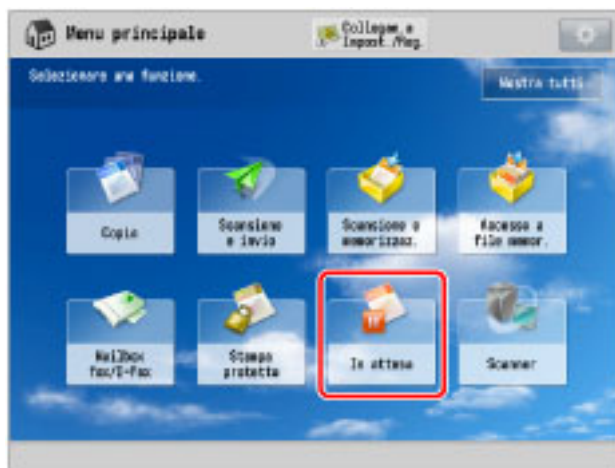 Menu principale
Collegam. a
Impost./Reg.
Selezionare una funzione.
Mostra tutti
Copia
Scansione
e invio
Scansione e
memorizzaz.
Accesso a
file memor.
Mailbox
fax/I-Fax
Stampa
protetta
In attesa
Scanner